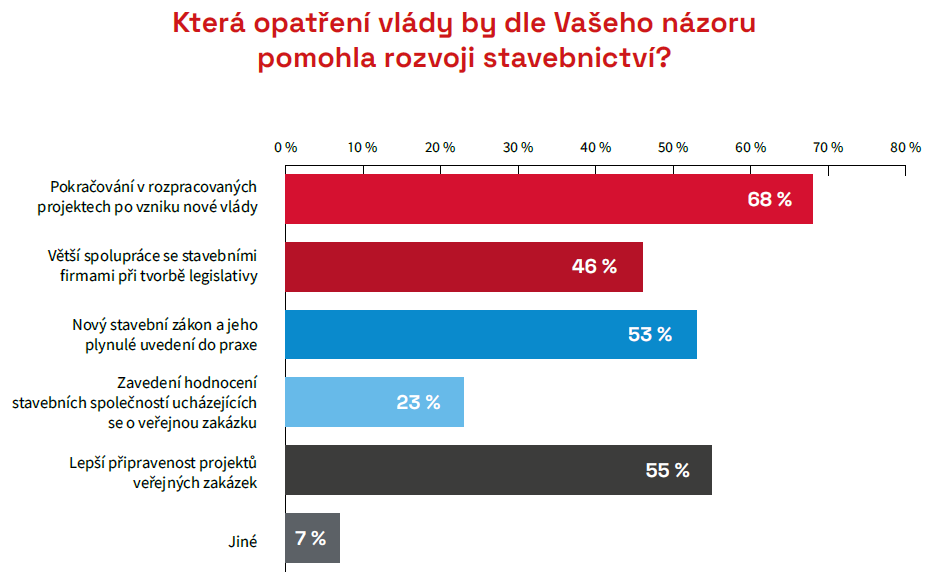 Která opatření vlády by dle Vašeho názoru
pomohla rozvoji stavebnictví?
0 % 10 % 20 % 30 % 40 % 50 % 60 % 70 % 80 %
Pokračování v rozpracovaných
projektech po vzniku nové vlády
68 %
Větší spolupráce se stavebními
firmami při tvorbě legislativy
46 %
Nový stavební zákon a jeho
plynulé uvedení do praxe
53 %
Zavedení hodnocení
stavebních společností ucházejících
se o veřejnou zakázku
23 %
Lepší připravenost projektů
veřejných zakázek
55 %
Jiné
7 %